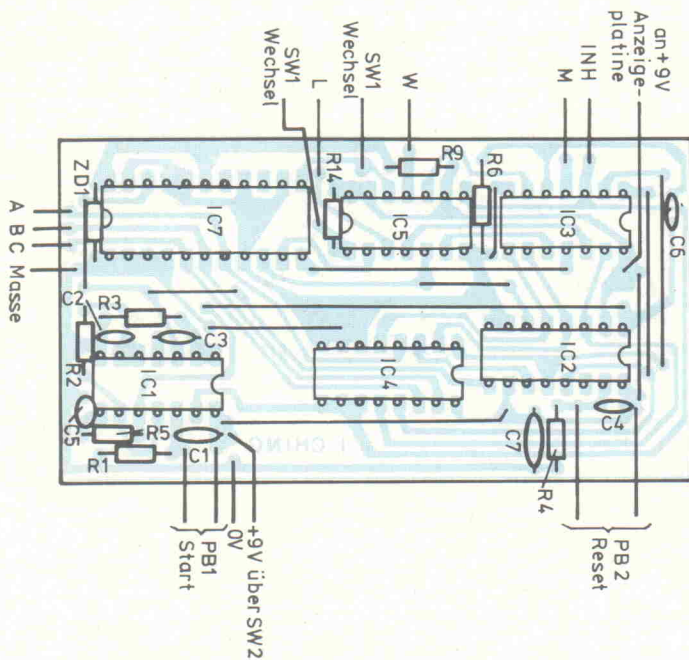 an +9V
Anzeige-
platine
INH
M
W
SW1
Wechsel
L
SW1
Wechsel
R9
R6
R14
ZD1
IC7
IC5
IC3
C6
A
B
C
Masse
C2
R3
C3
R2
IC1
IC4
IC2
C5
R5
R1
C1
C7
C4
R4
I CHING
PB1
Start
0V
+9V über SW2
PB2
Reset